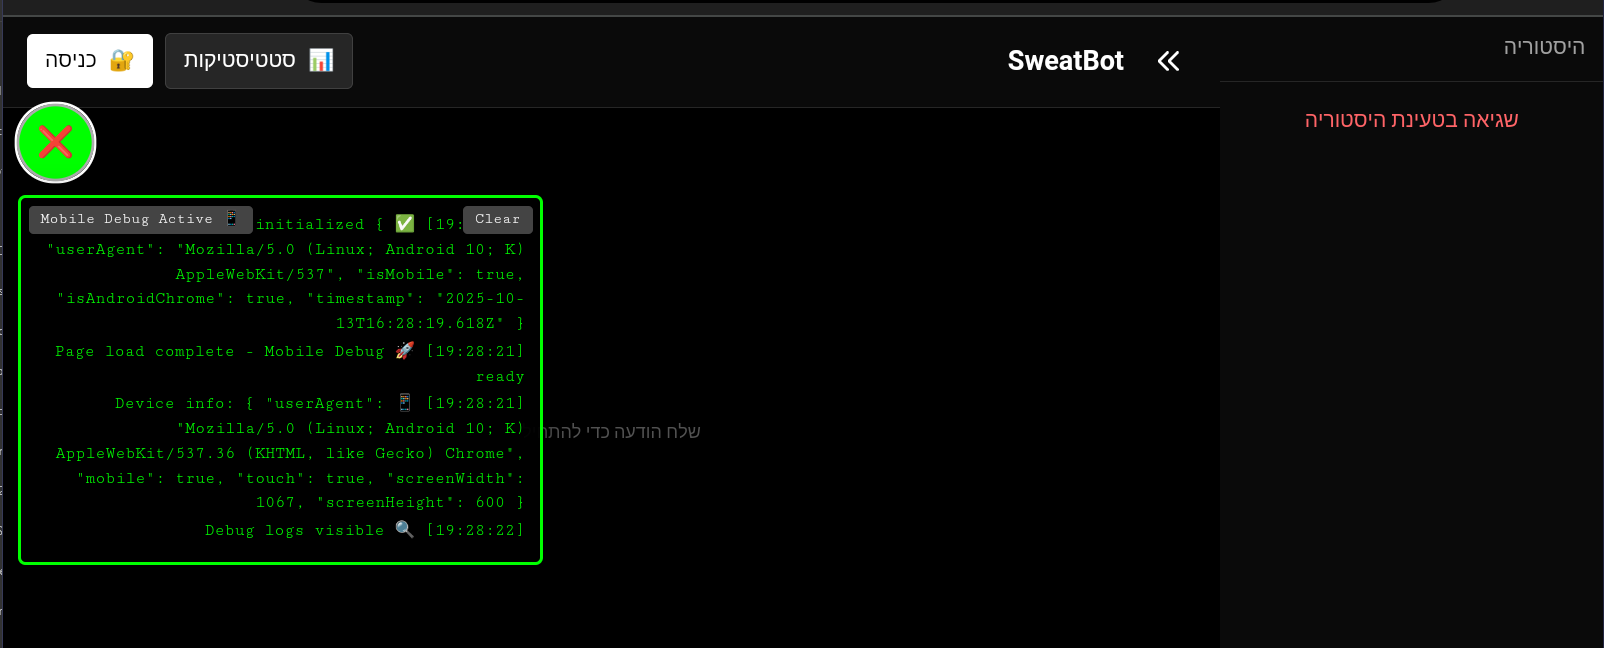 היסטוריה
שגיאה בטעינת היסטוריה
SweatBot
סטטיסטיקות
כניסה
Mobile Debug Active
Clear
[19: initialized {
"userAgent": "Mozilla/5.0 (Linux; Android 10; K)
AppleWebKit/537", "isMobile": true,
"isAndroidChrome": true, "timestamp": "2025-10-
13T16:28:19.618Z" }
[19:28:21] Page load complete - Mobile Debug
ready
[19:28:21] Device info: { "userAgent":
"Mozilla/5.0 (Linux; Android 10; K)
AppleWebKit/537.36 (KHTML, like Gecko) Chrome",
"mobile": true, "touch": true, "screenWidth":
1067, "screenHeight": 600 }
[19:28:22] Debug logs visible
שלח הודעה כדי